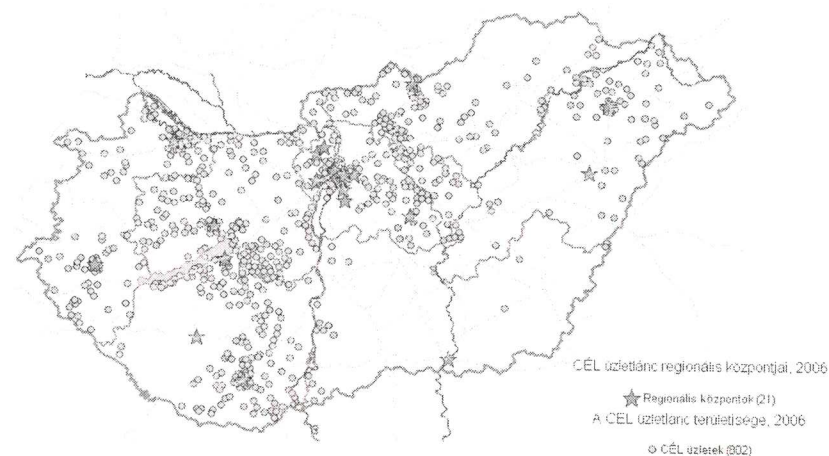 CÉL üzletlánc regionális központjai, 2006
Regionális központok (21)
A CÉL üzletlánc területisége, 2006
CÉL üzletek (802)